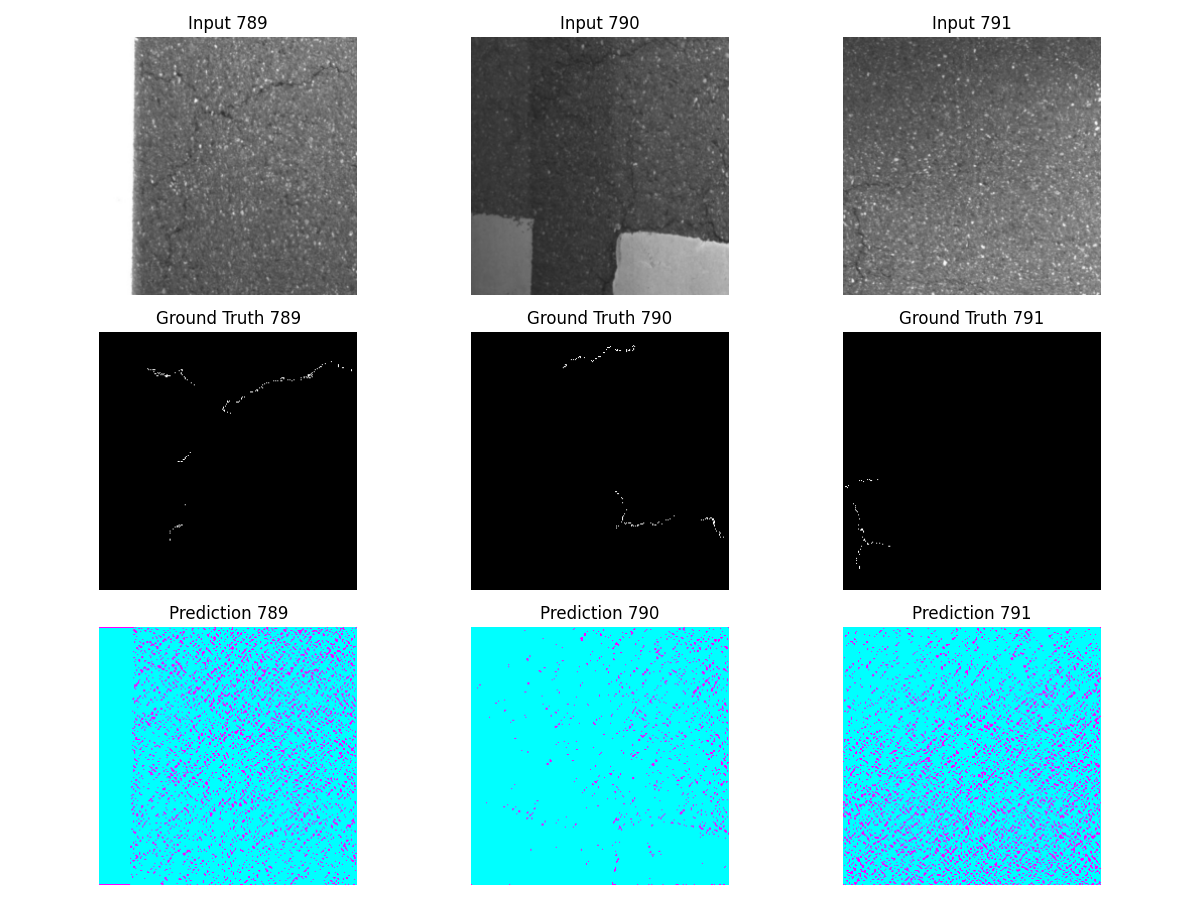 Input 789
Input 790
Input 791
Ground Truth 789
Ground Truth 790
Ground Truth 791
Prediction 789
Prediction 790
Prediction 791